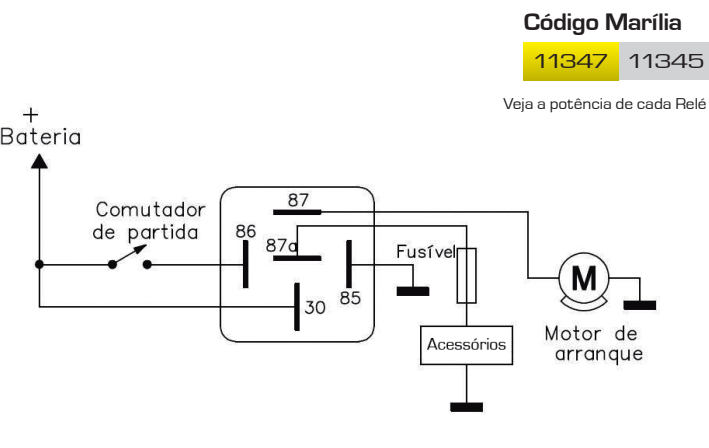 Código Marília
11347 11345
Veja a potência de cada Relé
+
Bateria
Comutador
de partida
87
86
87a
Fusível
30
85
M
Acessórios
Motor de
arranque